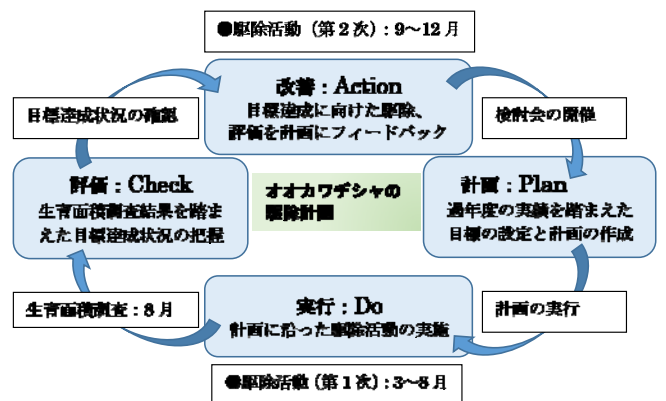 ●駆除活動（第２次）：9～12月
改善：Action
目標達成に向けた駆除、
評価を計画にフィードバック
目標達成状況の確認
検討会の開催
評価：Check
生育面積調査結果を踏ま
えた目標達成状況の把握
オオカワヂシャの
駆除計画
計画：Plan
過年度の実績を踏まえた
目標の設定と計画の作成
生育面積調査：8月
実行：Do
計画に沿った駆除活動の実施
計画の実行
●駆除活動（第１次）：3～8月